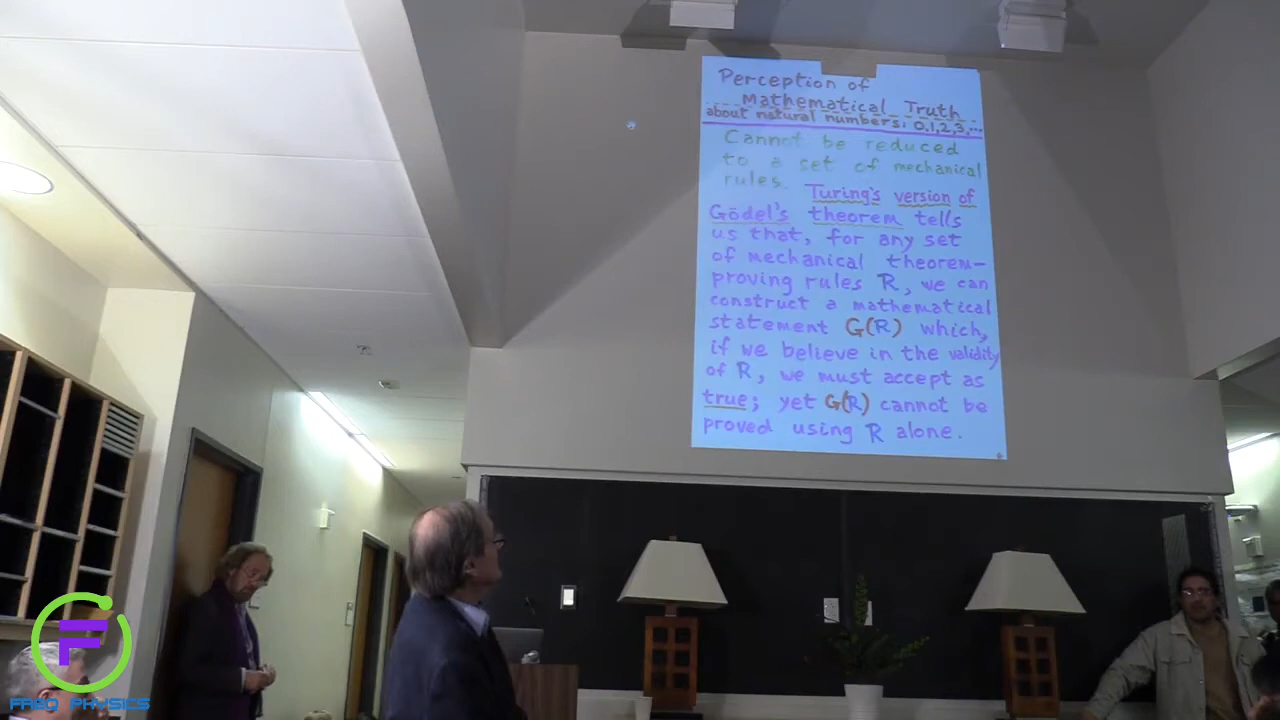 Perception of
Mathematical Truth
about natural numbers: 0,1,2,3,...
Cannot be reduced
to a set of mechanical
rules. Turing's version of
Gödel's theorem tells
us that, for any set
of mechanical theorem-
proving rules R, we can
construct a mathematical
statement G(R) which,
if we believe in the validity
of R, we must accept as
true; yet G(R) cannot be
proved using R alone.
F
FREQ PHYSICS